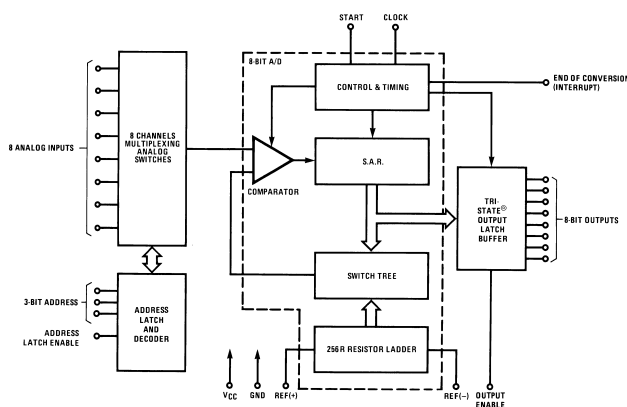 START
CLOCK
8-BIT A/D
CONTROL & TIMING
END OF CONVERSION
(INTERRUPT)
8 ANALOG INPUTS
8 CHANNELS
MULTIPLEXING
ANALOG
SWITCHES
COMPARATOR
S.A.R.
TRI-
STATE®
OUTPUT
LATCH
BUFFER
8-BIT OUTPUTS
SWITCH TREE
3-BIT ADDRESS
ADDRESS
LATCH ENABLE
ADDRESS
LATCH
AND
DECODER
256R RESISTOR LADDER
VCC
GND
REF(+)
REF(−)
OUTPUT
ENABLE